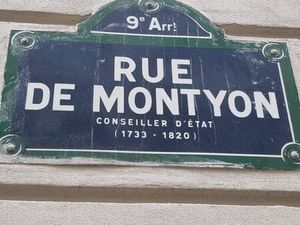 9e Arrt
RUE
DE MONTYON
CONSEILLER D'ÉTAT
(1733 - 1820)